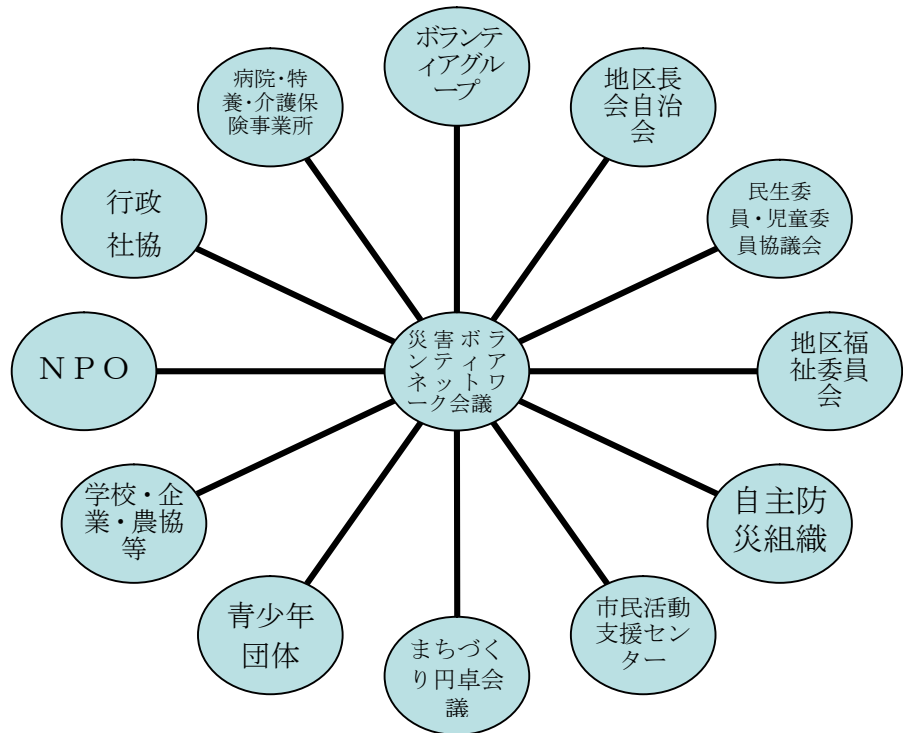 ボランテ
ィアグル
ープ
地区長
会自治
会
民生委
員・児童委
員協議会
地区福
祉委員
会
自主防
災組織
市民活動
支援セン
ター
まちづく
り円卓会
議
青少年
団体
学校・企
業・農協
等
ＮＰＯ
行政
社協
病院・特
養・介護保
険事業所
災害ボラ
ンティア
ネットワ
ーク会議